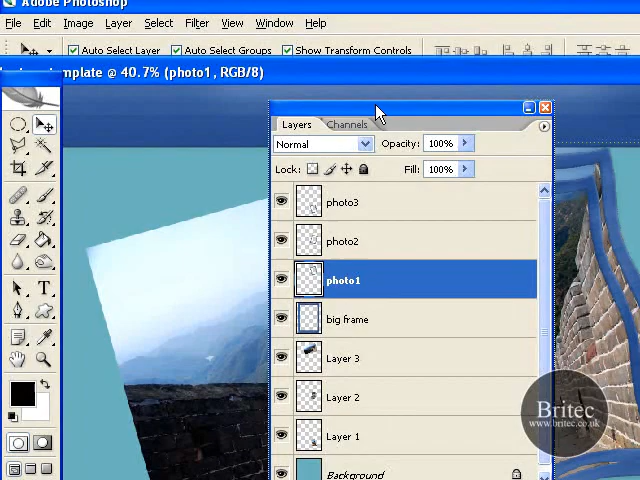 Adobe Photoshop
File Edit Image Layer Select Filter View Window Help
Auto Select Layer Auto Select Groups Show Transform Controls
mplate @ 40.7% (photo1, RGB/8)
Layers Channels
Normal Opacity: 100%
Lock: Fill: 100%
photo3
photo2
photo1
big frame
Layer 3
Layer 2
Layer 1
Background
T
Britec
www.britec.co.uk